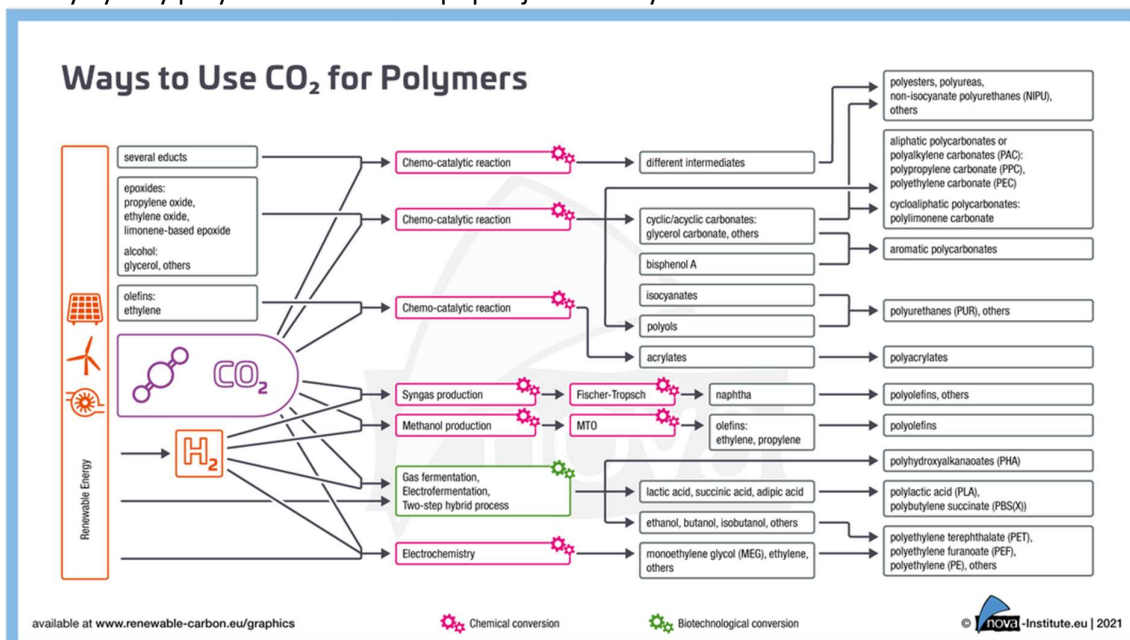 Ways to Use CO₂ for Polymers
several educts
epoxides:
propylene oxide,
ethylene oxide,
limonene-based epoxide
alcohol:
glycerol, others
olefins:
ethylene
CO₂
H₂
Renewable Energy
Chemo-catalytic reaction
Chemo-catalytic reaction
Chemo-catalytic reaction
Syngas production
Fischer-Tropsch
Methanol production
MTO
Gas fermentation,
Electrofermentation,
Two-step hybrid process
Electrochemistry
different intermediates
cyclic/acyclic carbonates:
glycerol carbonate, others
bisphenol A
isocyanates
polyols
acrylates
naphtha
olefins:
ethylene, propylene
lactic acid, succinic acid, adipic acid
ethanol, butanol, isobutanol, others
monoethylene glycol (MEG), ethylene,
others
polyesters, polyureas,
non-isocyanate polyurethanes (NIPU),
others
aliphatic polycarbonates or
polyalkylene carbonates (PAC):
polypropylene carbonate (PPC),
polyethylene carbonate (PEC)
cycloaliphatic polycarbonates:
polylimonene carbonate
aromatic polycarbonates
polyurethanes (PUR), others
polyacrylates
polyolefins, others
polyolefins
polyhydroxyalkanaoates (PHA)
polylactic acid (PLA),
polybutylene succinate (PBS(X))
polyethylene terephthalate (PET),
polyethylene furanoate (PEF),
polyethylene (PE), others
nova
available at www.renewable-carbon.eu/graphics
Chemical conversion
Biotechnological conversion
© nova-Institute.eu | 2021